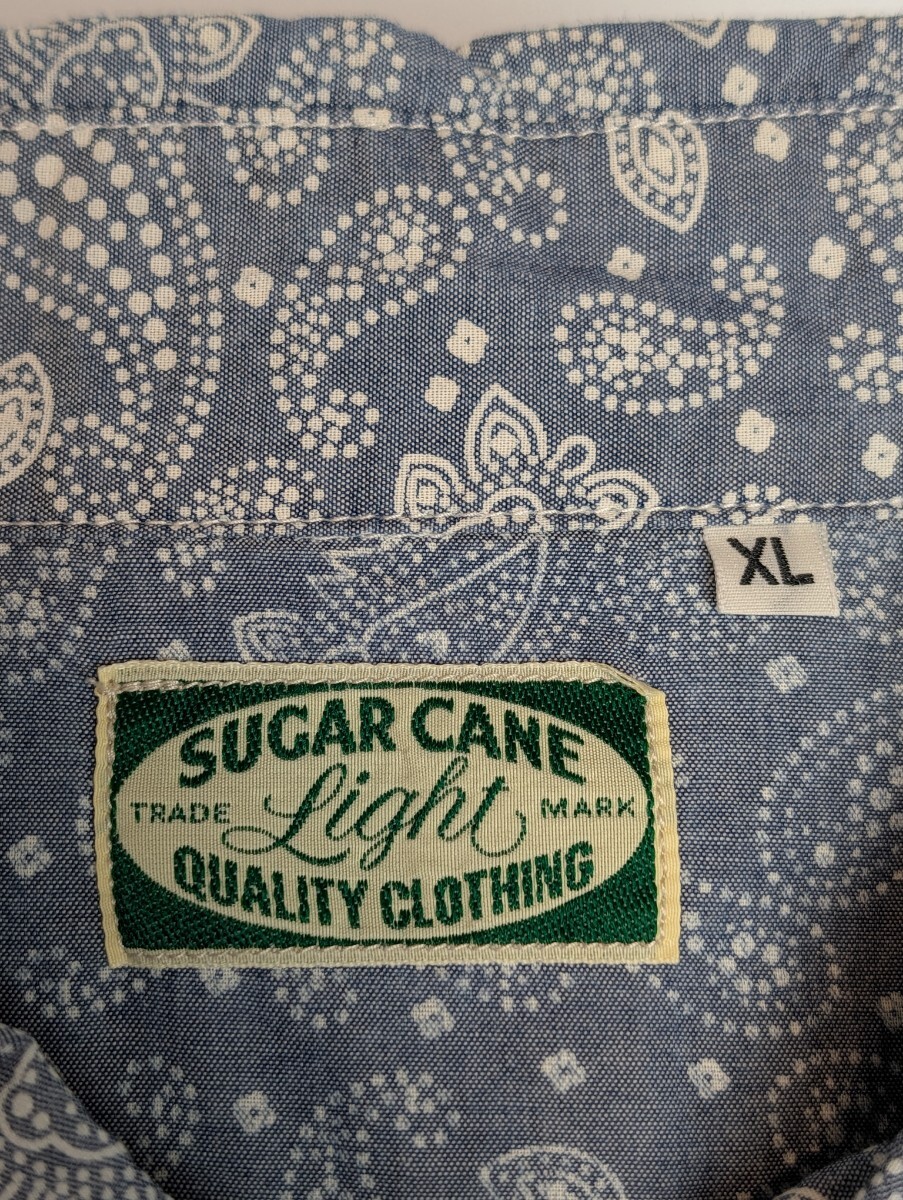 XL
SUGAR CANE
TRADE Light MARK
QUALITY CLOTHING